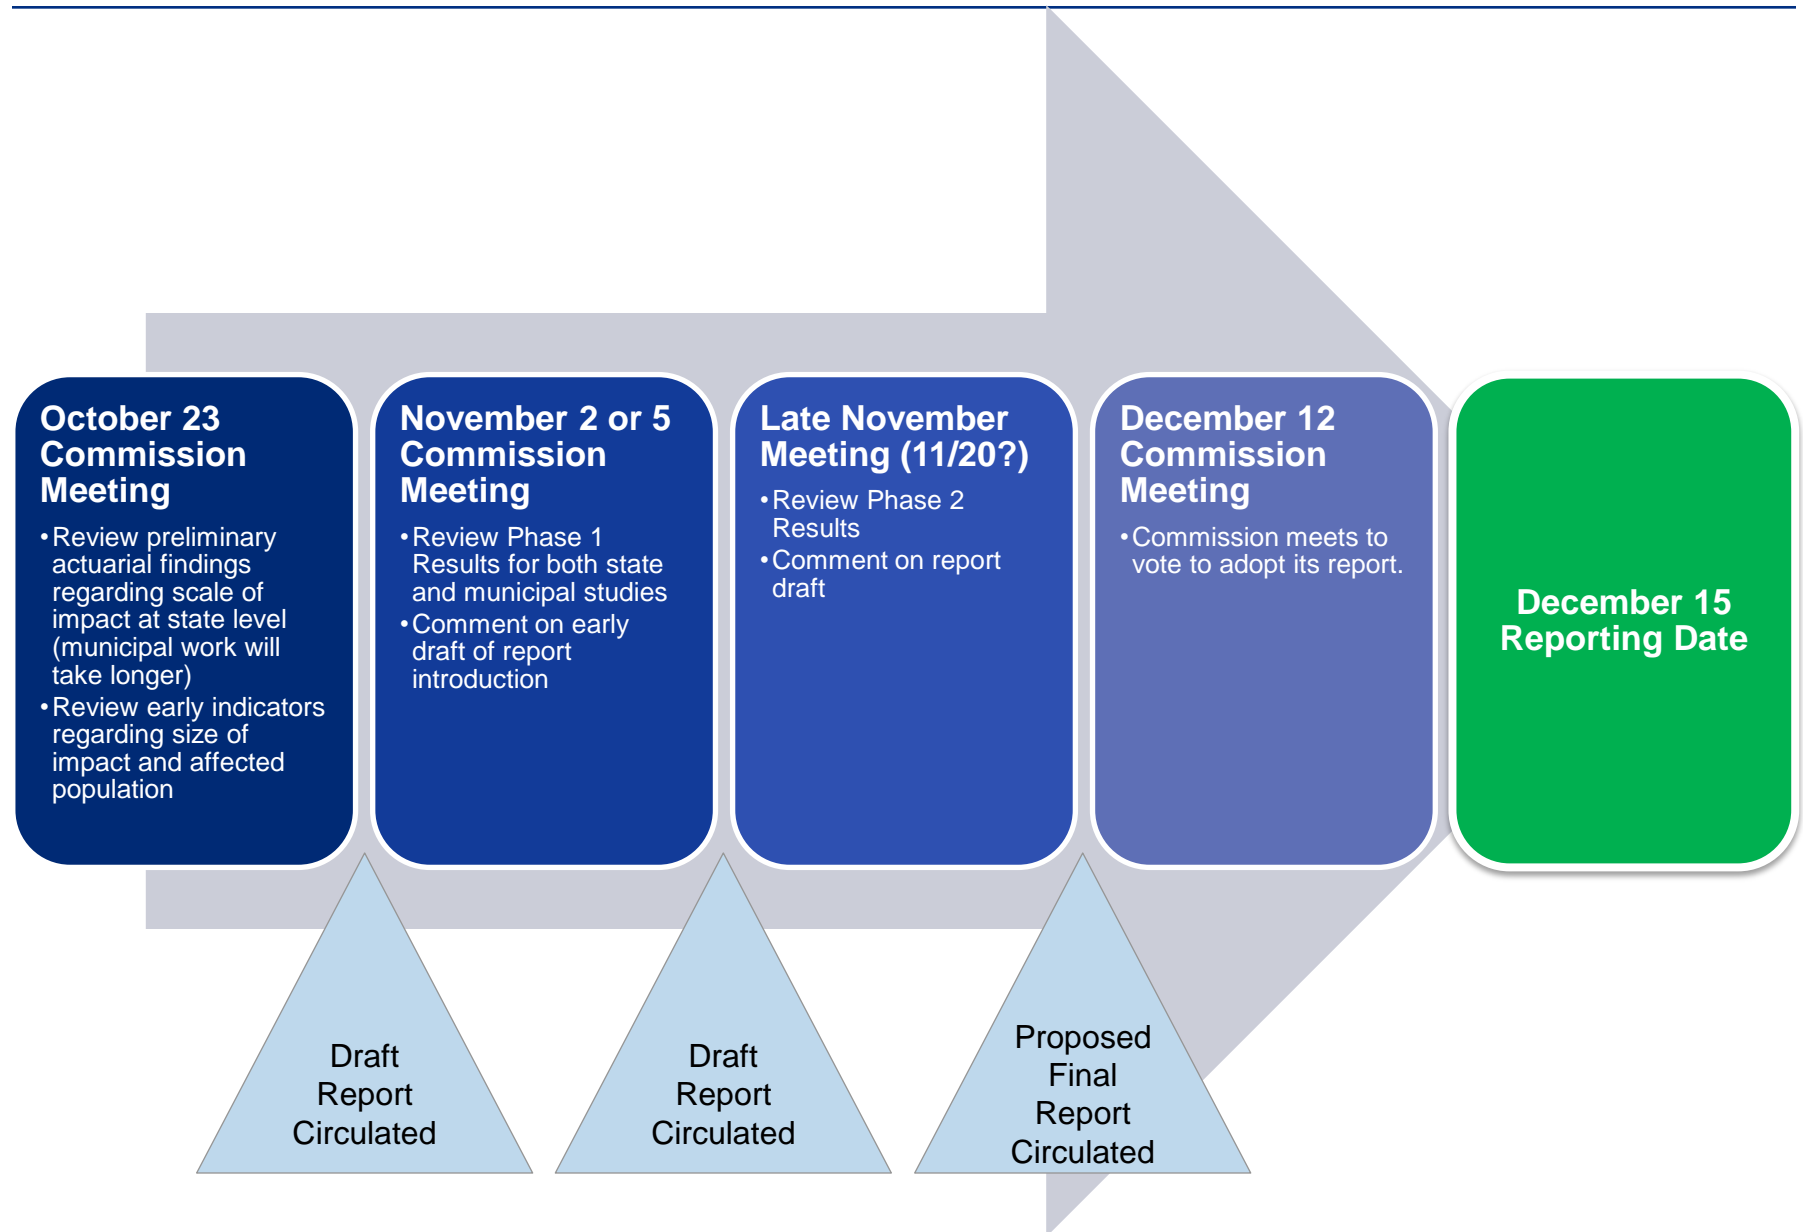 October 23
Commission
Meeting
•Review preliminary
actuarial findings
regarding scale of
impact at state level
(municipal work will
take longer)
•Review early indicators
regarding size of
impact and affected
population
November 2 or 5
Commission
Meeting
•Review Phase 1
Results for both state
and municipal studies
•Comment on early
draft of report
introduction
Late November
Meeting (11/20?)
•Review Phase 2
Results
•Comment on report
draft
December 12
Commission
Meeting
•Commission meets to
vote to adopt its report.
December 15
Reporting Date
Draft
Report
Circulated
Draft
Report
Circulated
Proposed
Final
Report
Circulated